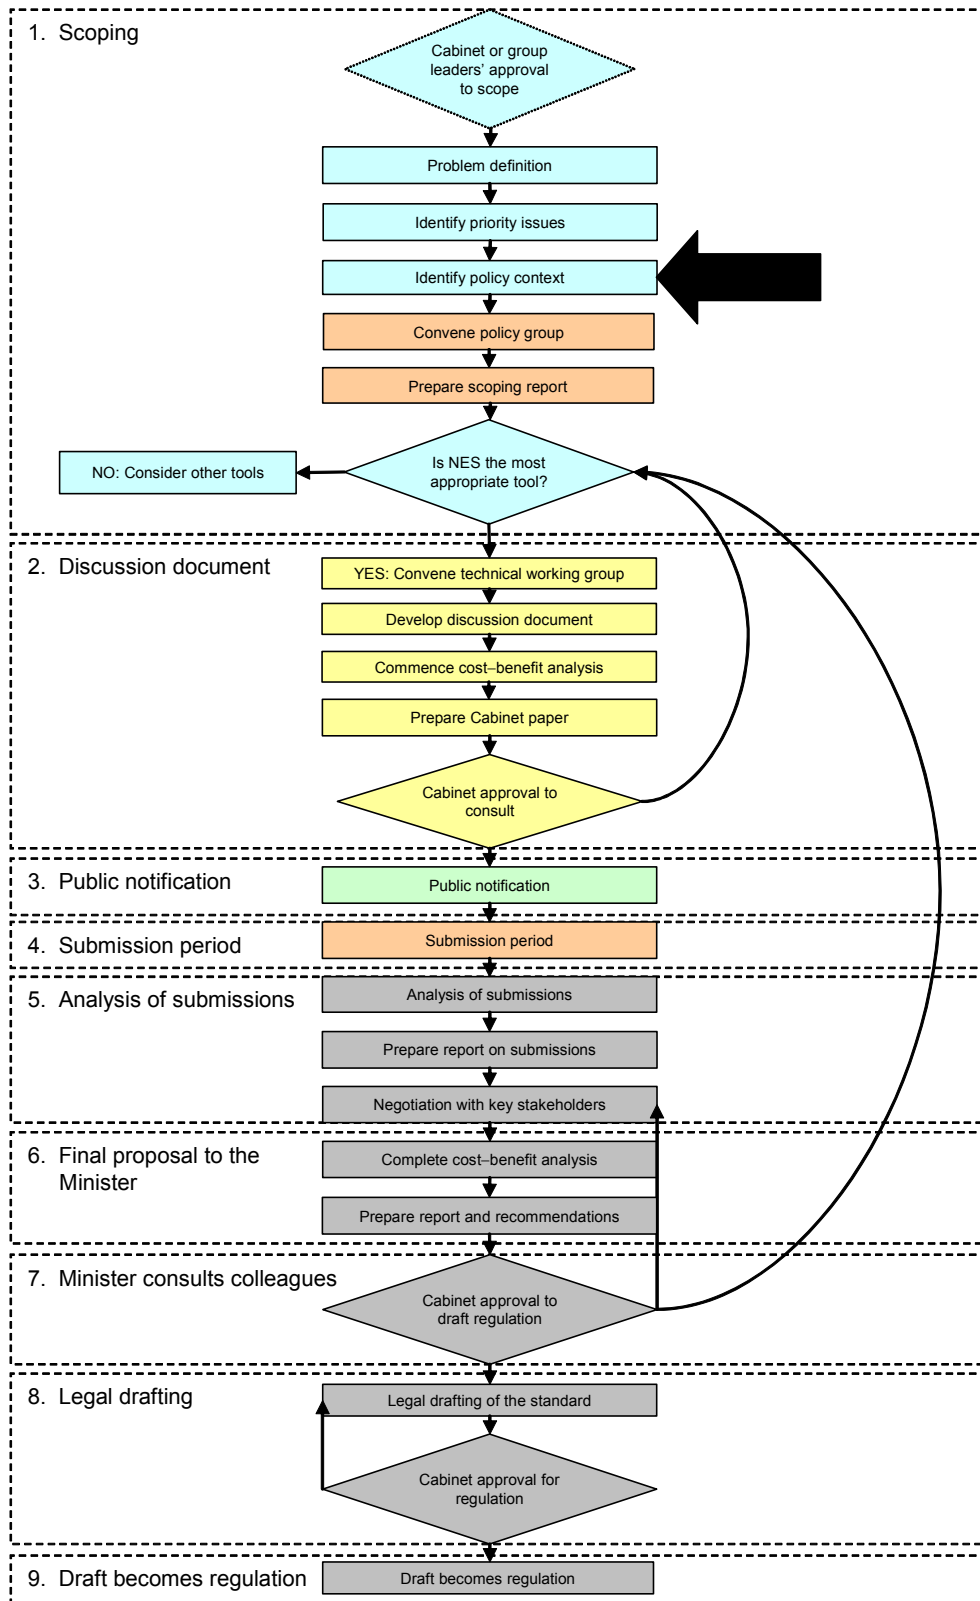 1. Scoping
Cabinet or group
leaders’ approval
to scope
Problem definition
Identify priority issues
Identify policy context
Convene policy group
Prepare scoping report
NO: Consider other tools
Is NES the most
appropriate tool?
2. Discussion document
YES: Convene technical working group
Develop discussion document
Commence cost–benefit analysis
Prepare Cabinet paper
Cabinet approval to
consult
3. Public notification
Public notification
4. Submission period
Submission period
5. Analysis of submissions
Analysis of submissions
Prepare report on submissions
Negotiation with key stakeholders
6. Final proposal to the
Minister
Complete cost–benefit analysis
Prepare report and recommendations
7. Minister consults colleagues
Cabinet approval to
draft regulation
8. Legal drafting
Legal drafting of the standard
Cabinet approval for
regulation
9. Draft becomes regulation
Draft becomes regulation